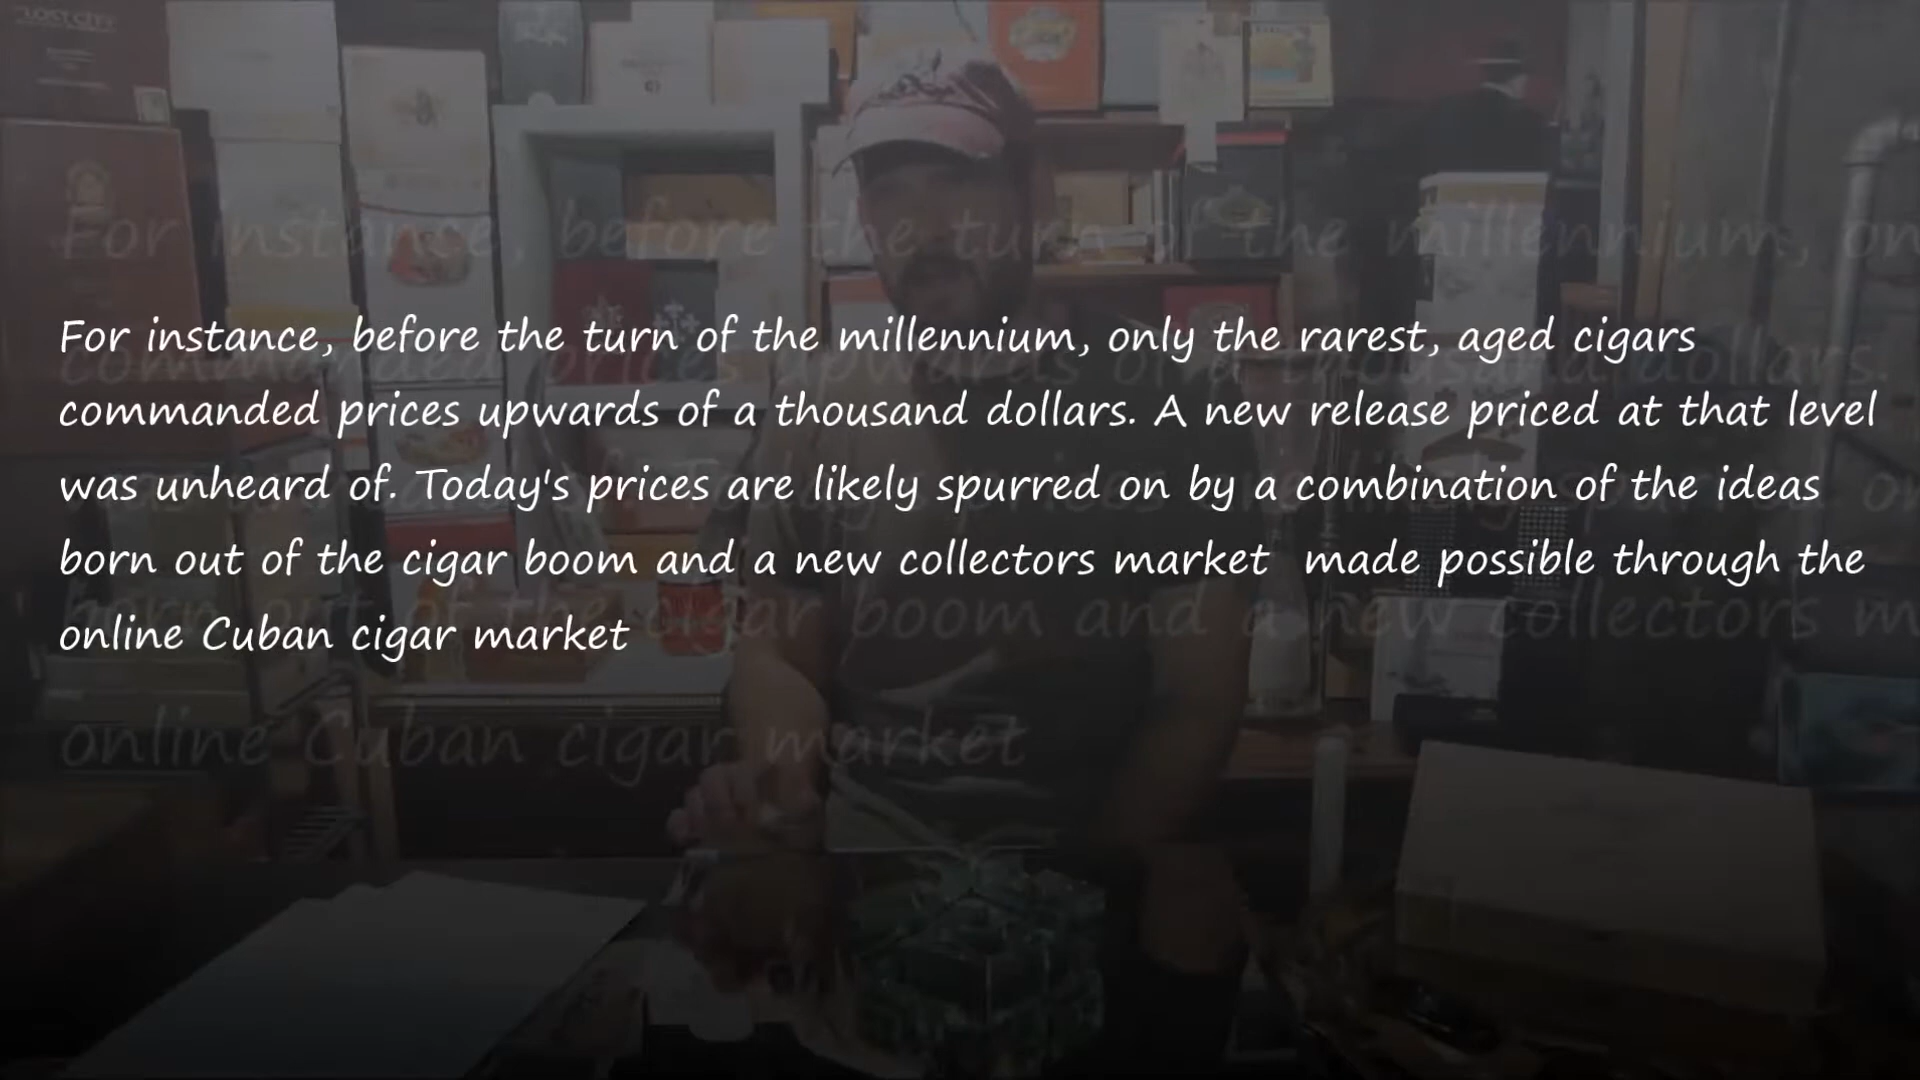 For instance, before the turn of the millennium, only the rarest, aged cigars
commanded prices upwards of a thousand dollars. A new release priced at that level
was unheard of. Today's prices are likely spurred on by a combination of the ideas
born out of the cigar boom and a new collectors market  made possible through the
online Cuban cigar market
LOST CITY